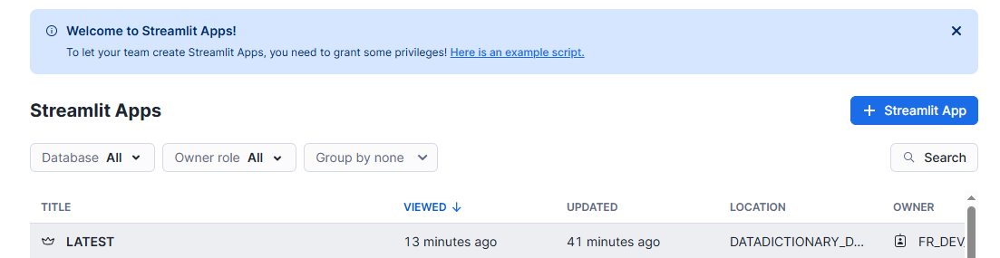 Welcome to Streamlit Apps!
To let your team create Streamlit Apps, you need to grant some privileges! Here is an example script.
Streamlit Apps
+ Streamlit App
Database All Owner role All Group by none Search
TITLE VIEWED UPDATED LOCATION OWNER
LATEST 13 minutes ago 41 minutes ago DATADICTIONARY_D... FR_DEV_